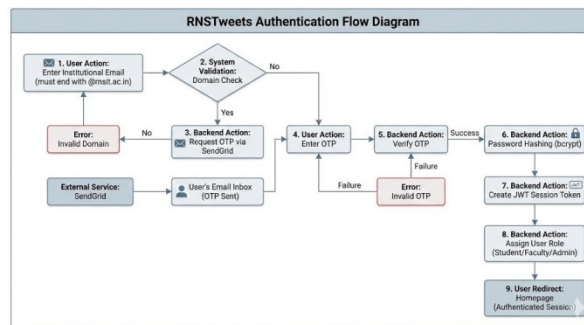 RNSTweets Authentication Flow Diagram
1. User Action:
Enter Institutional Email
(must end with @rnsit.ac.in)
2. System
Validation:
Domain Check
No
Yes
Error:
Invalid Domain
No
3. Backend Action:
Request OTP via
SendGrid
4. User Action:
Enter OTP
5. Backend Action:
Verify OTP
Success
6. Backend Action:
Password Hashing (bcrypt)
Failure
External Service:
SendGrid
User's Email Inbox
(OTP Sent)
Failure
Error:
Invalid OTP
7. Backend Action:
Create JWT Session Token
8. Backend Action:
Assign User Role
(Student/Faculty/Admin)
9. User Redirect:
Homepage
(Authenticated Session)